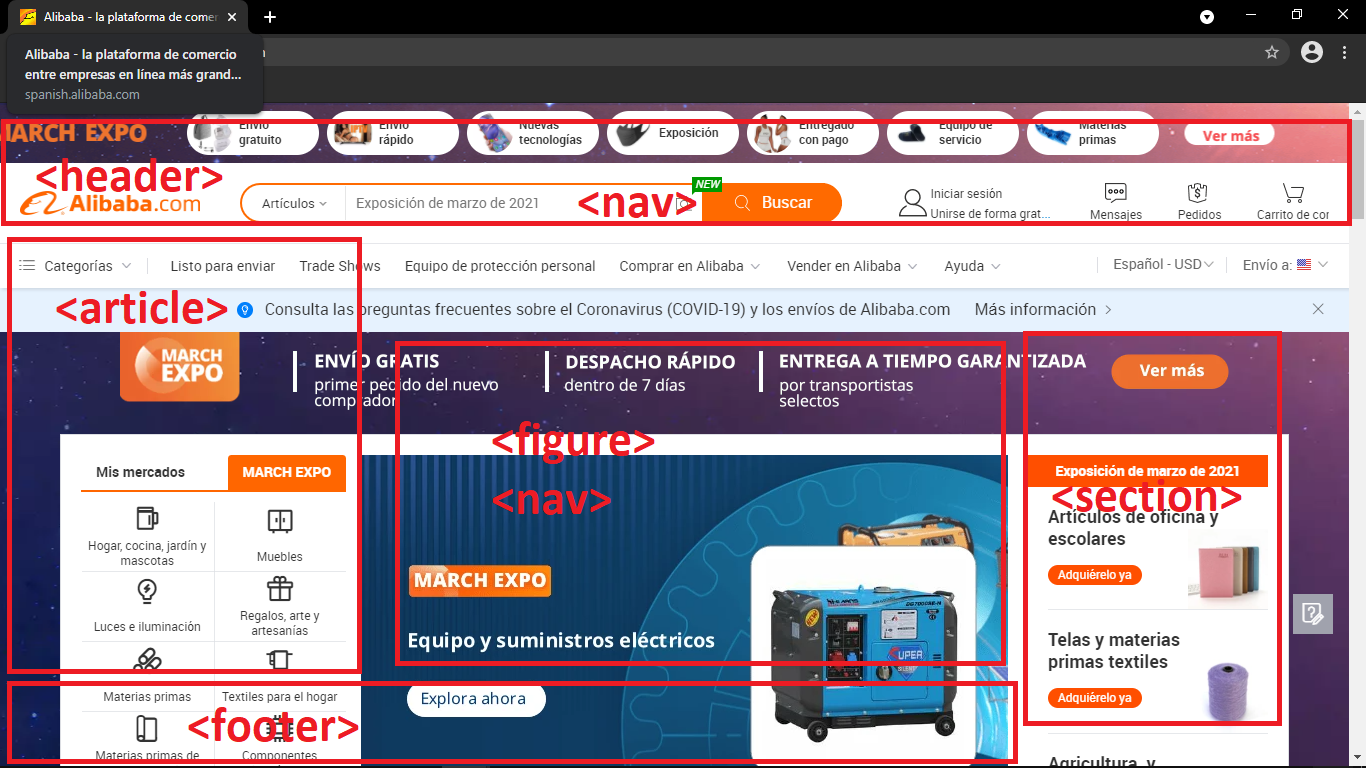 Alibaba - la plataforma de comer
Alibaba - la plataforma de comercio
entre empresas en línea más grand...
spanish.alibaba.com
MARCH EXPO
Envío
gratuito
Envío
rápido
Nuevas
tecnologías
Exposición
Entregado
con pago
Equipo de
servicio
Materias
primas
Ver más
<header>
Alibaba.com
Artículos
Exposición de marzo de 2021
<nav>
NEW
Buscar
Iniciar sesión
Unirse de forma grat...
Mensajes
Pedidos
Carrito de cor
Categorías
Listo para enviar
Trade Shows
Equipo de protección personal
Comprar en Alibaba
Vender en Alibaba
Ayuda
Español - USD
Envío a:
<article>
Consulta las preguntas frecuentes sobre el Coronavirus (COVID-19) y los envíos de Alibaba.com
Más información >
MARCH
EXPO
ENVÍO GRATIS
primer pedido del nuevo
comprador
DESPACHO RÁPIDO
dentro de 7 días
ENTREGA A TIEMPO GARANTIZADA
por transportistas
selectos
Ver más
<figure>
<nav>
Mis mercados
MARCH EXPO
Hogar, cocina, jardín y
mascotas
Muebles
Luces e iluminación
Regalos, arte y
artesanías
Materias primas
Textiles para el hogar
Materias primas de
Componentes
<footer>
MARCH EXPO
Equipo y suministros eléctricos
Explora ahora
SUPER
SILENT
Exposición de marzo de 2021
<section>
Artículos de oficina y
escolares
Adquiérelo ya
Telas y materiales
primas textiles
Adquiérelo ya
Agricultura, y